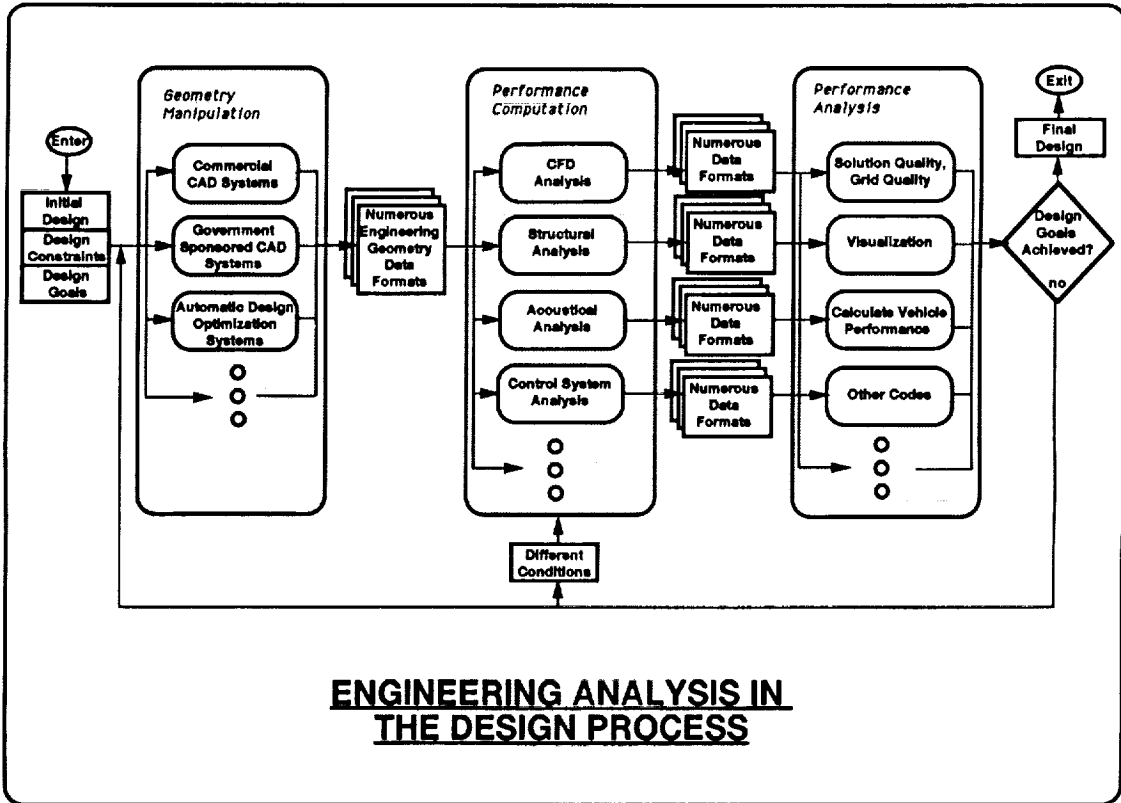 Enter
Initial
Design
Design
Constraints
Design
Goals
Geometry
Manipulation
Commercial
CAD Systems
Government
Sponsored CAD
Systems
Automatic Design
Optimization
Systems
Numerous
Engineering
Geometry
Data
Formats
Performance
Computation
CFD
Analysis
Structural
Analysis
Acoustical
Analysis
Control System
Analysis
Different
Conditions
Numerous
Data
Formats
Numerous
Data
Formats
Numerous
Data
Formats
Numerous
Data
Formats
Performance
Analysis
Solution Quality,
Grid Quality
Visualization
Calculate Vehicle
Performance
Other Codes
Exit
Final
Design
Design
Goals
Achieved?
no
ENGINEERING ANALYSIS IN
THE DESIGN PROCESS